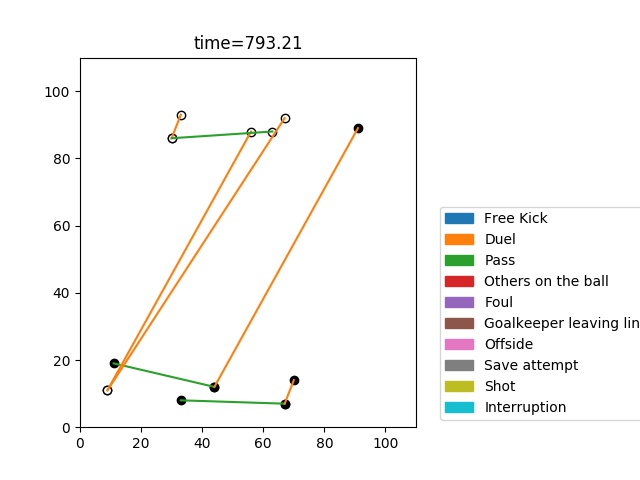 time=793.21
100
80
60
40
20
0
0 20 40 60 80 100
Free Kick
Duel
Pass
Others on the ball
Foul
Goalkeeper leaving lin
Offside
Save attempt
Shot
Interruption